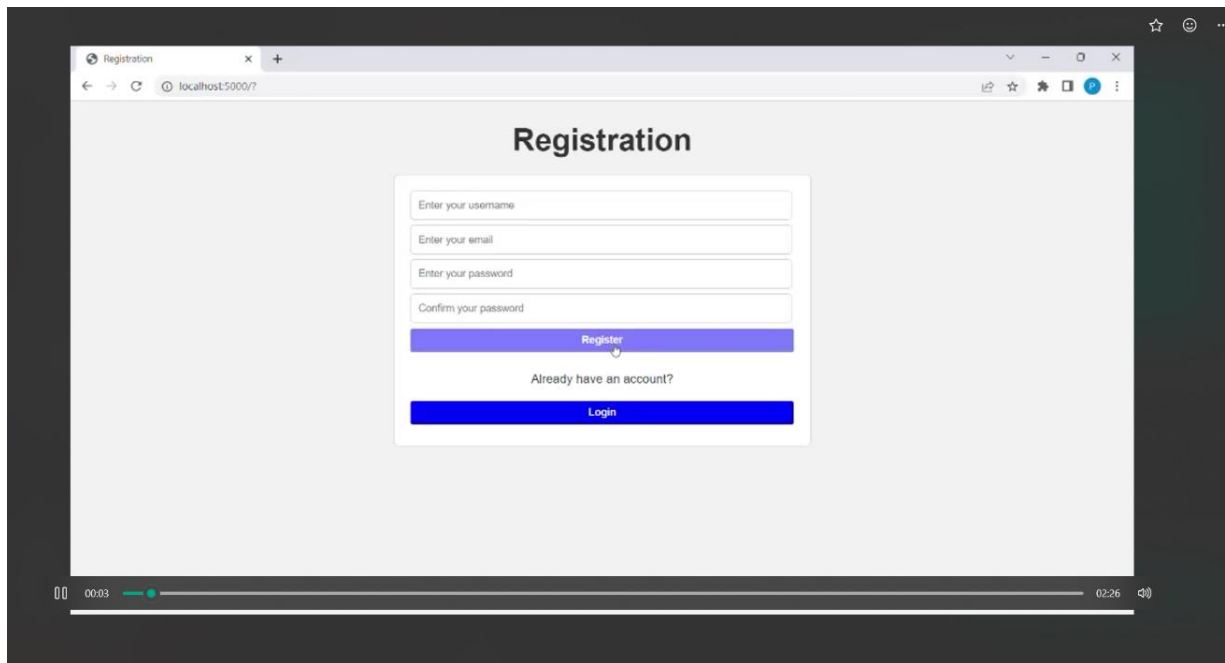 Registration
localhost:5000/?
P
Registration
Enter your username
Enter your email
Enter your password
Confirm your password
Register
Already have an account?
Login
00:03
02:26